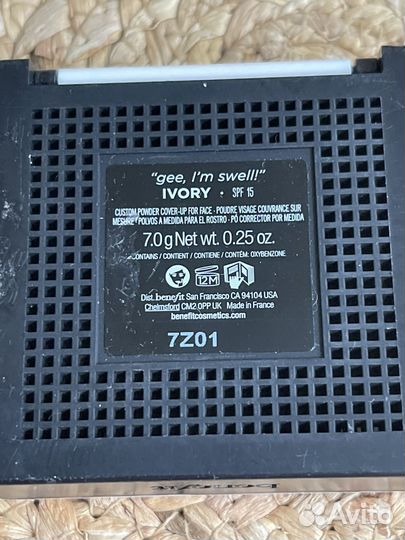 "gee, I'm swell!"
IVORY • SPF 15
CUSTOM POWDER COVER-UP FOR FACE • POUDRE VISAGE COUVRANCE SUR
MESURE / POLVOS A MEDIDA PARA EL ROSTRO • PÓ CORRECTOR POR MEDIDA
7.0 g Net wt. 0.25 oz.
CONTAINS / CONTIENT / CONTIENE / CONTÉM: OXYBENZONE
12M
Dist. benefit San Francisco CA 94104 USA
Chelmsford CM2 0PP UK Made in France
benefitcosmetics.com
7Z01
Avito